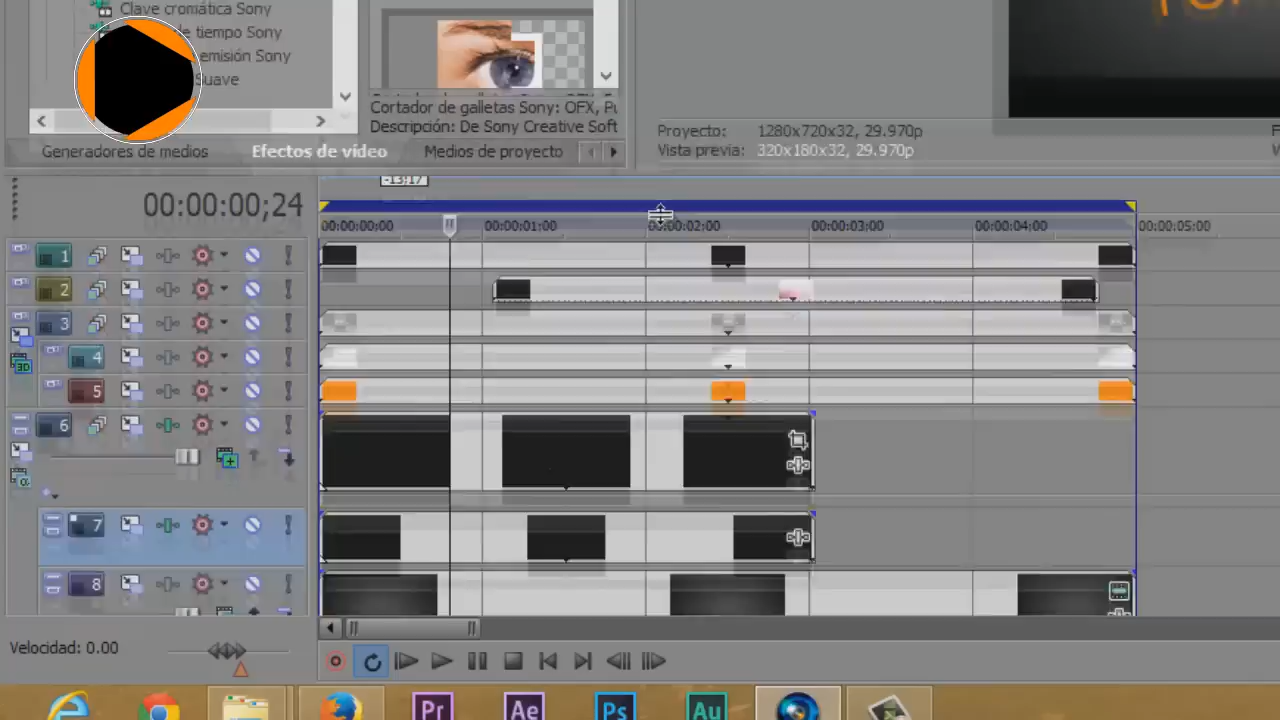 Clave cromática Sony
de tiempo Sony
emisión Sony
Suave
Cortador de galletas Sony: OFX,
Descripción: De Sony Creative Soft
Generadores de medios
Efectos de vídeo
Medios de proyecto
Proyecto: 1280x720x32, 29.970p
Vista previa: 320x180x32, 29.970p
-13;17
00:00:00;24
00:00:00:00
00:00:01:00
00:00:02:00
00:00:03:00
00:00:04:00
00:00:05:00
1
2
3
3D
4
5
6
7
8
Velocidad: 0.00
Pr
Ae
Ps
Au